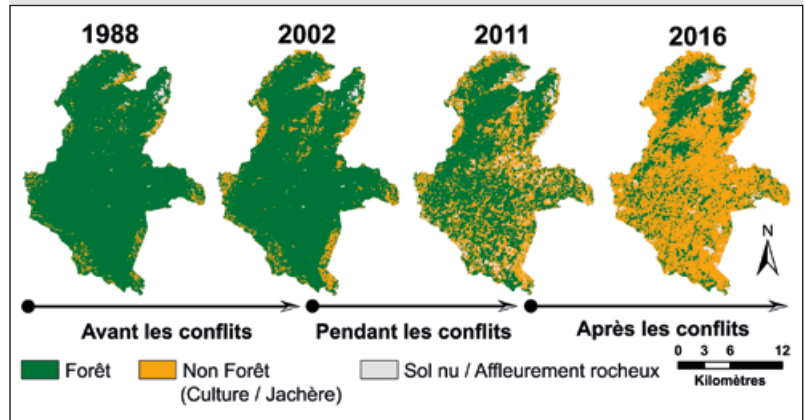 1988 2002 2011 2016
N
Avant les conflits Pendant les conflits Après les conflits
Forêt Non Forêt Sol nu / Affleurement rocheux
(Culture / Jachère)
0 3 6 12
Kilomètres